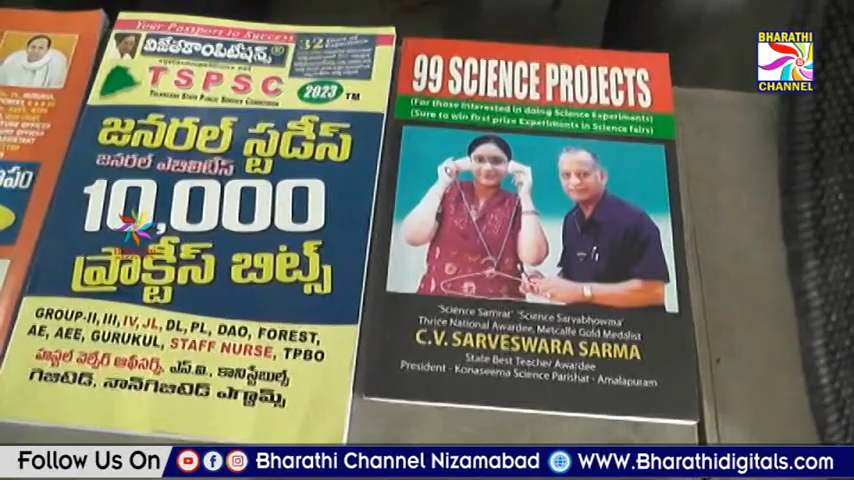 Your Passport to Success
విజేతకాంపిటీషన్స్ ®
32 Years of Experience
TSPSC
TELANGANA STATE PUBLIC SERVICE COMMISSION
2023 TM
జనరల్ స్టడీస్
జనరల్ ఎబిలిటీస్
10,000
ప్రాక్టీస్ బిట్స్
GROUP-II, III, IV, JL, DL, PL, DAO, FOREST,
AE, AEE, GURUKUL, STAFF NURSE, TPBO
హాస్టల్ వెల్ఫేర్ ఆఫీసర్స్, ఎస్.ఐ., కానిస్టేబుల్స్
గెజిటెడ్, నాన్‌గెజిటెడ్ ఎగ్జామ్స్
99 SCIENCE PROJECTS
(For those Interested in doing Science Experiments)
(Sure to win first prize Experiments in Science fairs)
'Science Samrat' 'Science Sarvabhowma'
Thrice National Awardee, Metcalfe Gold Medalist
C.V. SARVESWARA SARMA
State Best Teacher Awardee
President - Konaseema Science Parishat - Amalapuram
BHARATHI
CHANNEL
Follow Us On
Bharathi Channel Nizamabad
www.Bharathidigitals.com